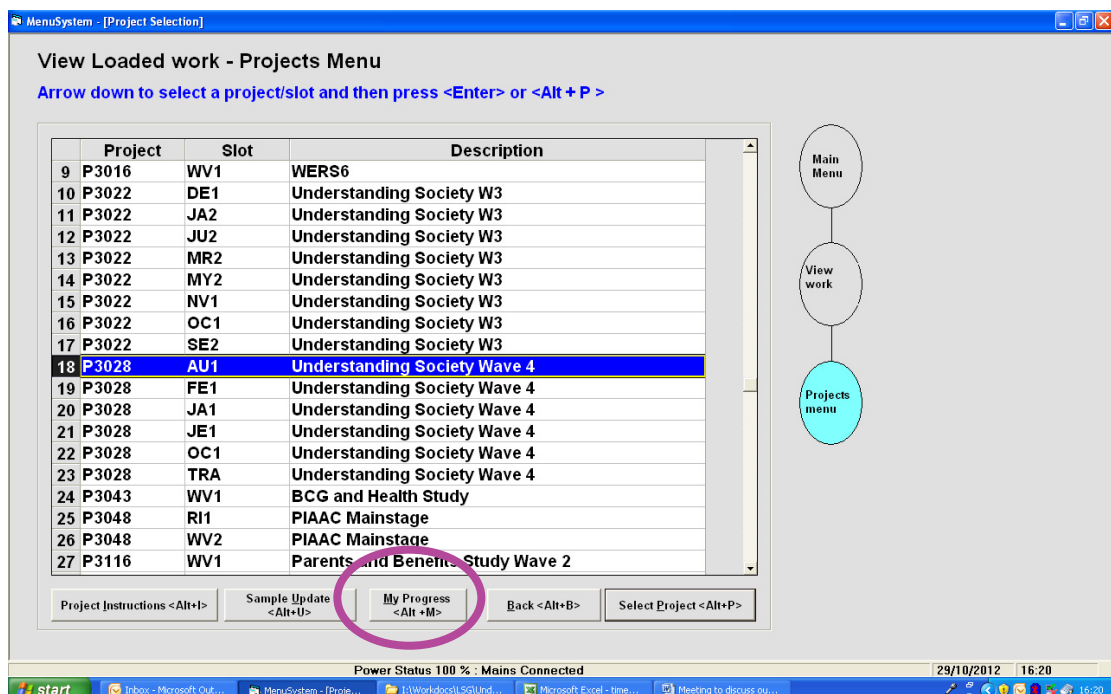 MenuSystem - [Project Selection]
View Loaded work - Projects Menu
Arrow down to select a project/slot and then press <Enter> or <Alt + P >
Project Slot Description
9 P3016 WV1 WERS6
10 P3022 DE1 Understanding Society W3
11 P3022 JA2 Understanding Society W3
12 P3022 JU2 Understanding Society W3
13 P3022 MR2 Understanding Society W3
14 P3022 MY2 Understanding Society W3
15 P3022 NV1 Understanding Society W3
16 P3022 OC1 Understanding Society W3
17 P3022 SE2 Understanding Society W3
18 P3028 AU1 Understanding Society Wave 4
19 P3028 FE1 Understanding Society Wave 4
20 P3028 JA1 Understanding Society Wave 4
21 P3028 JE1 Understanding Society Wave 4
22 P3028 OC1 Understanding Society Wave 4
23 P3028 TRA Understanding Society Wave 4
24 P3043 WV1 BCG and Health Study
25 P3048 RI1 PIAAC Mainstage
26 P3048 WV2 PIAAC Mainstage
27 P3116 WV1 Parents and Benefits Study Wave 2
Main
Menu
View
work
Projects
menu
Project Instructions <Alt+I>
Sample Update
<Alt+U>
My Progress
<Alt +M>
Back <Alt+B>
Select Project <Alt+P>
Power Status 100 % : Mains Connected
29/10/2012 16:20
start
Inbox - Microsoft Out...
MenuSystem - [Proje...
I:\Workdocs\LSG\Und...
Microsoft Excel - time...
Meeting to discuss ou...
16:20